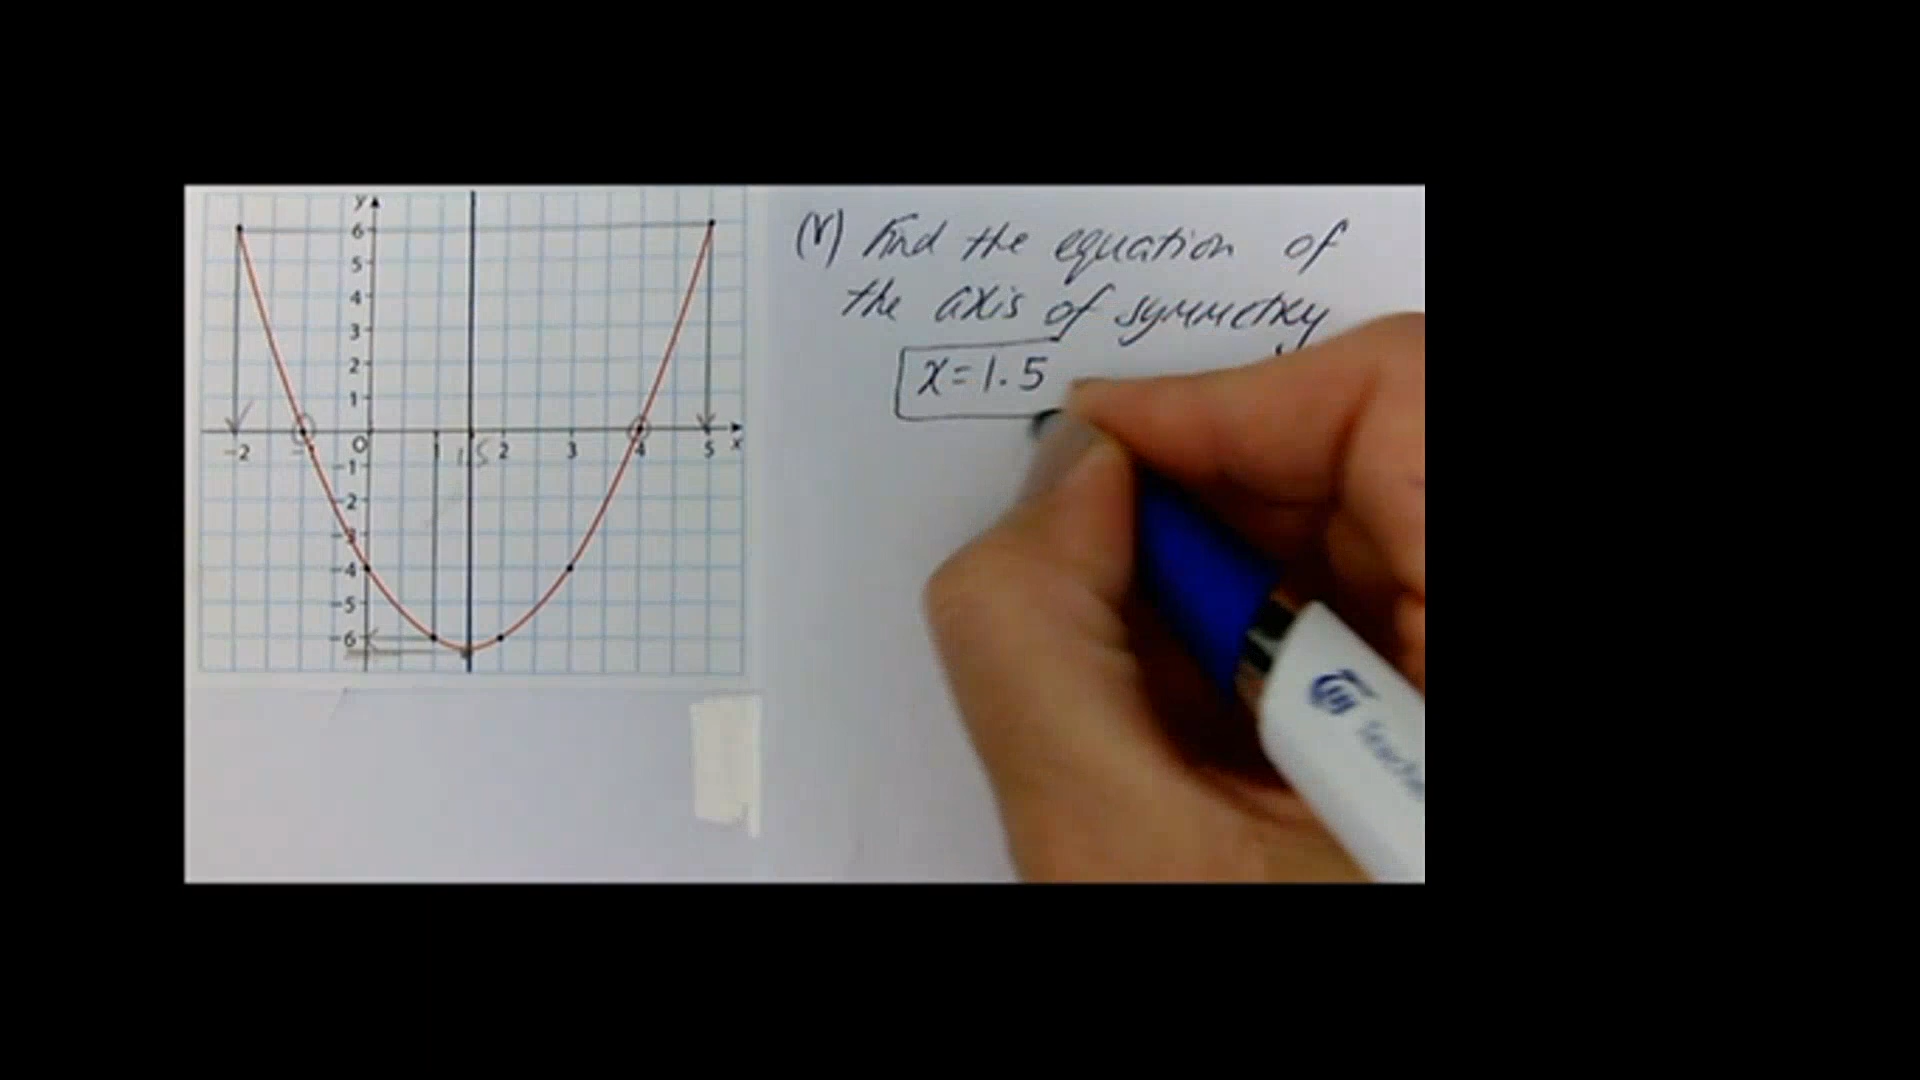 (V) Find the equation of
the axis of symmetry
x=1.5
y
6
5
4
3
2
1
-2 O 1 1.5 2 3 4 5 x
-1
-2
-3
-4
-5
-6